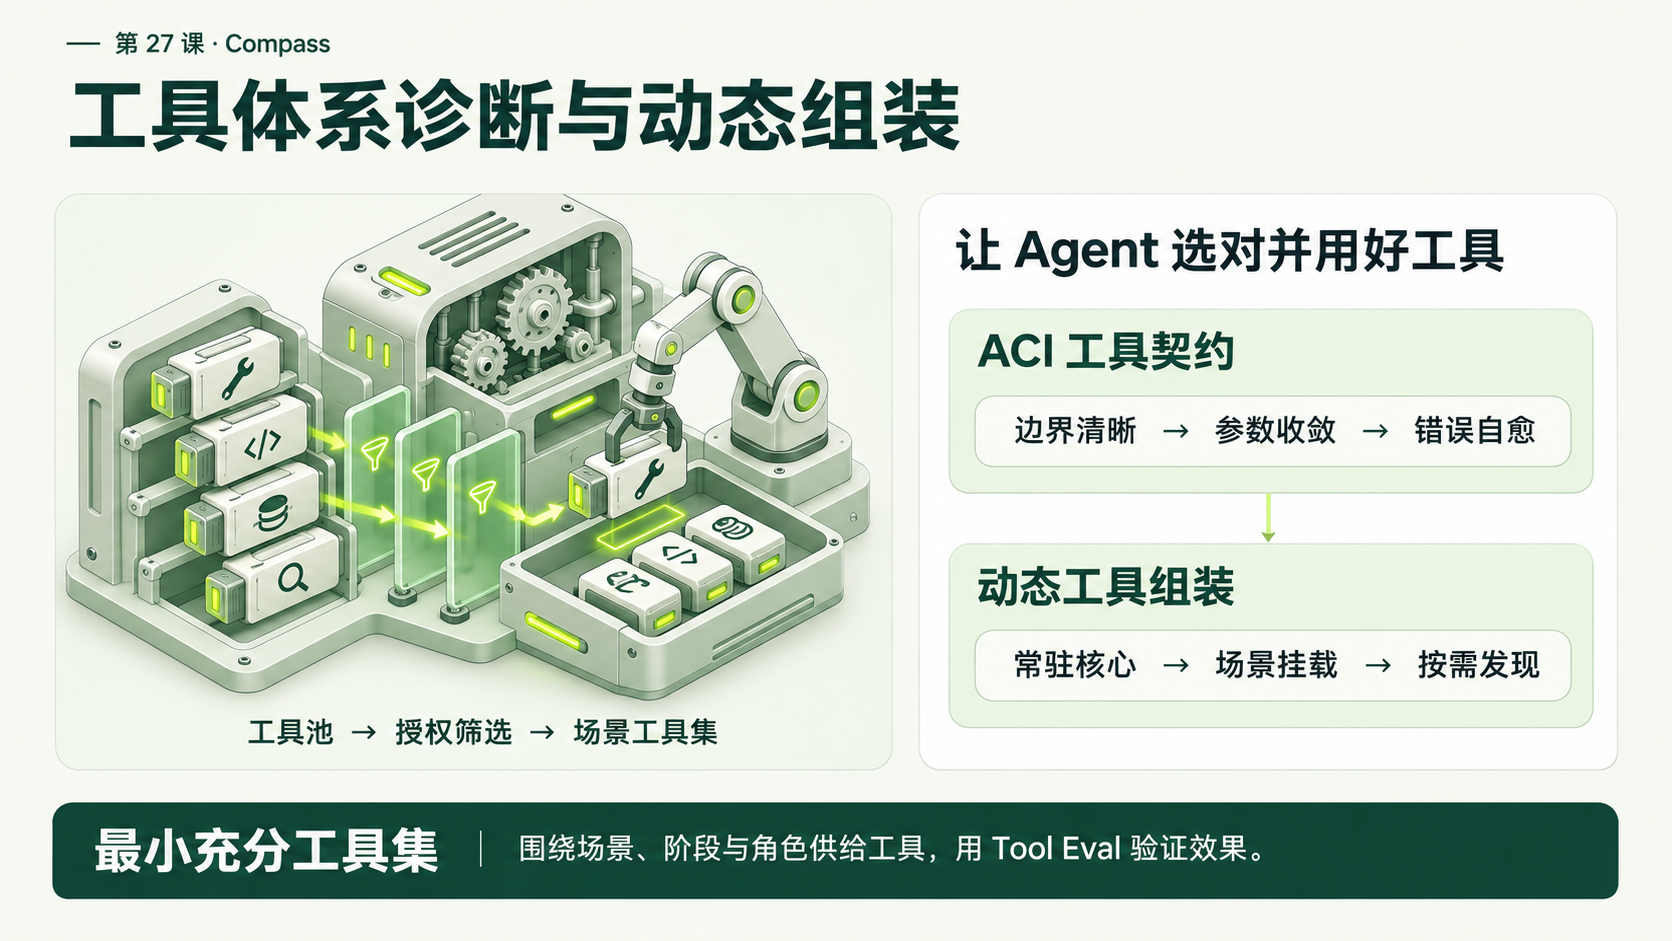 第 27 课 · Compass
工具体系诊断与动态组装
工具池 → 授权筛选 → 场景工具集
让 Agent 选对并用好工具
ACI 工具契约
边界清晰 → 参数收敛 → 错误自愈
动态工具组装
常驻核心 → 场景挂载 → 按需发现
最小充分工具集
围绕场景、阶段与角色供给工具，用 Tool Eval 验证效果。